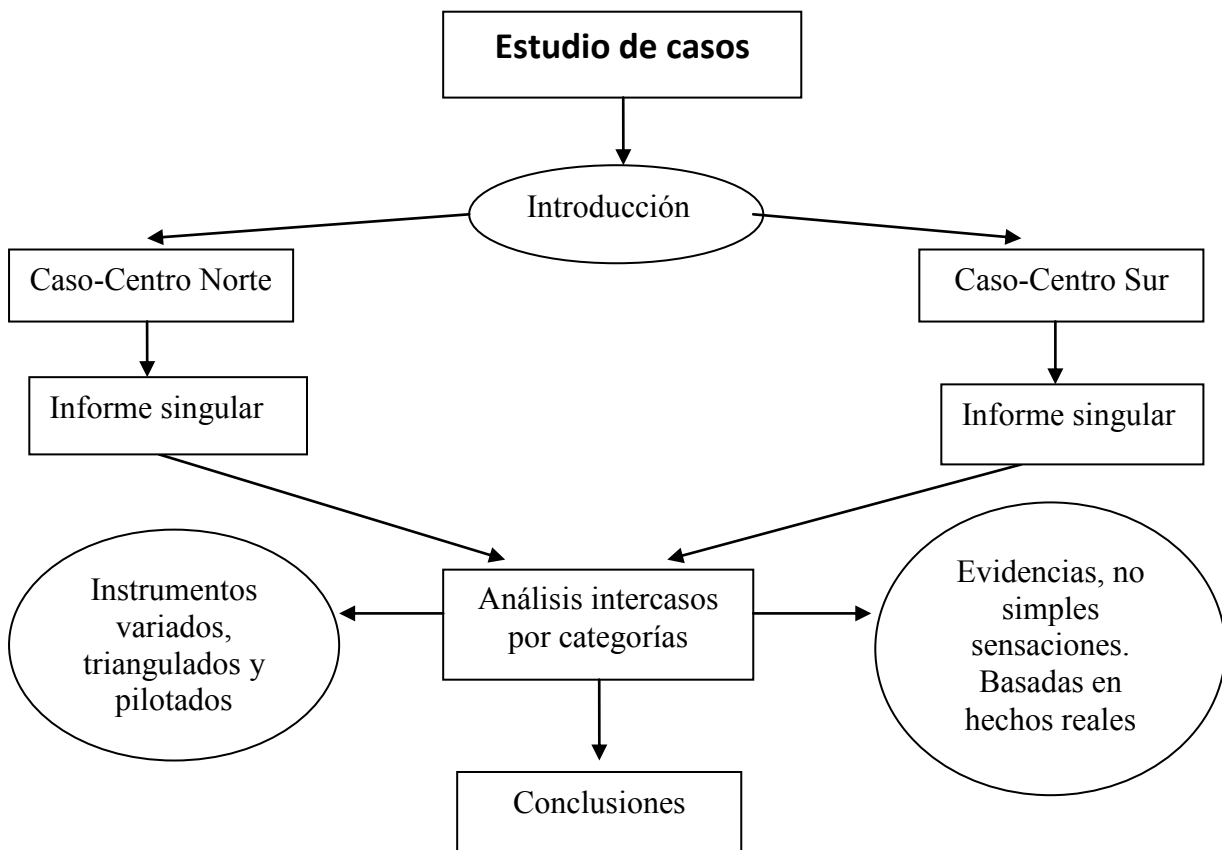 Estudio de casos
Introducción
Caso-Centro Norte
Caso-Centro Sur
Informe singular
Informe singular
Instrumentos
variados,
triangulados y
pilotados
Análisis intercasos
por categorías
Evidencias, no
simples
sensaciones.
Basadas en
hechos reales
Conclusiones